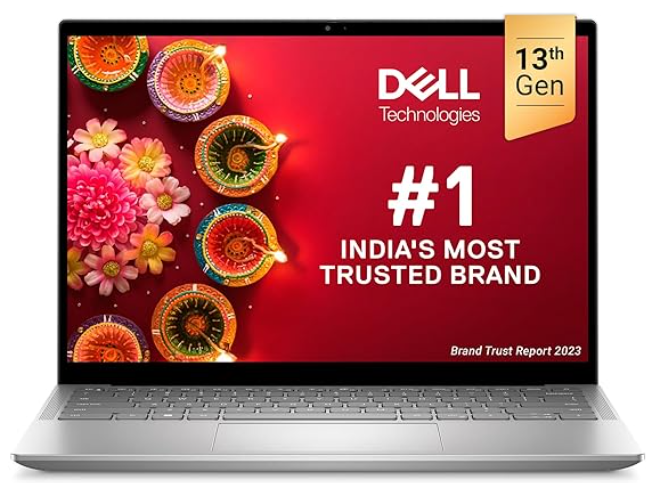 13th
Gen
DELL
Technologies
#1
INDIA'S MOST
TRUSTED BRAND
Brand Trust Report 2023